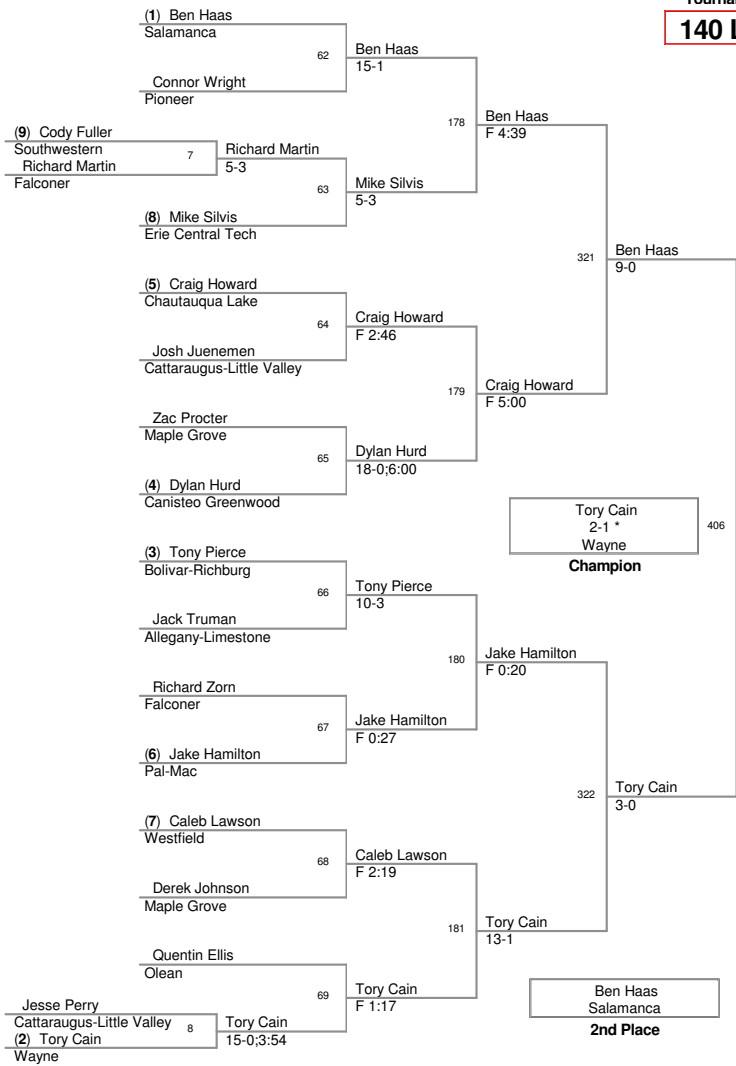 Tourna
140 L
(1) Ben Haas
Salamanca
62
Ben Haas
15-1
Connor Wright
Pioneer
178
Ben Haas
F 4:39
(9) Cody Fuller
Southwestern
7
Richard Martin
5-3
Richard Martin
Falconer
63
Mike Silvis
5-3
(8) Mike Silvis
Erie Central Tech
321
Ben Haas
9-0
(5) Craig Howard
Chautauqua Lake
64
Craig Howard
F 2:46
Josh Juenemen
Cattaraugus-Little Valley
179
Craig Howard
F 5:00
Zac Procter
Maple Grove
65
Dylan Hurd
18-0;6:00
(4) Dylan Hurd
Canisteo Greenwood
Tory Cain
2-1 *
Wayne
406
Champion
(3) Tony Pierce
Bolivar-Richburg
66
Tony Pierce
10-3
Jack Truman
Allegany-Limestone
180
Jake Hamilton
F 0:20
Richard Zorn
Falconer
67
Jake Hamilton
F 0:27
(6) Jake Hamilton
Pal-Mac
322
Tory Cain
3-0
(7) Caleb Lawson
Westfield
68
Caleb Lawson
F 2:19
Derek Johnson
Maple Grove
181
Tory Cain
13-1
Quentin Ellis
Olean
69
Tory Cain
F 1:17
Jesse Perry
Cattaraugus-Little Valley
8
Tory Cain
15-0;3:54
(2) Tory Cain
Wayne
Ben Haas
Salamanca
2nd Place